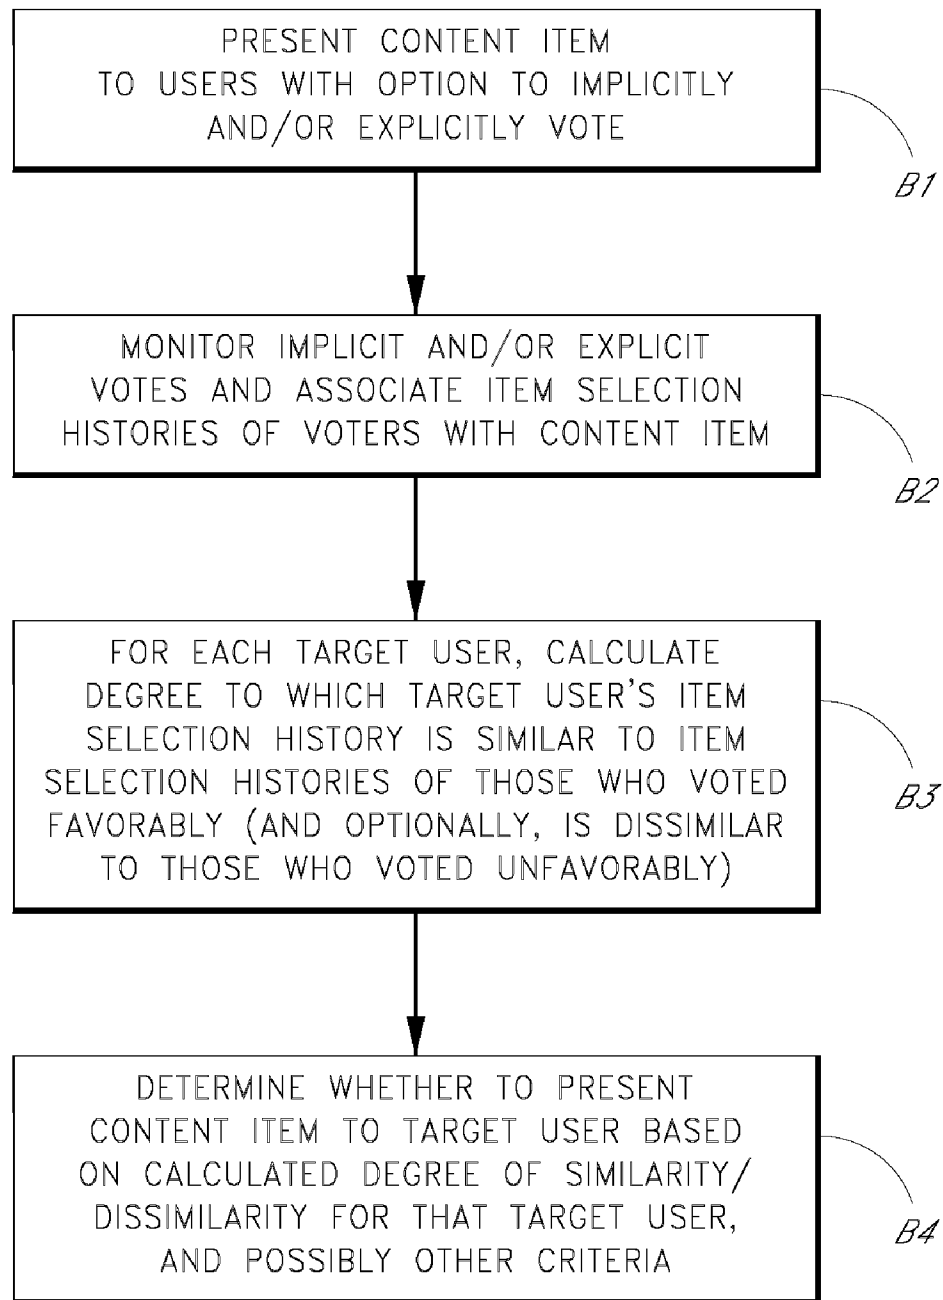 PRESENT CONTENT ITEM
TO USERS WITH OPTION TO IMPLICITLY
AND/OR EXPLICITLY VOTE
B1
MONITOR IMPLICIT AND/OR EXPLICIT
VOTES AND ASSOCIATE ITEM SELECTION
HISTORIES OF VOTERS WITH CONTENT ITEM
B2
FOR EACH TARGET USER, CALCULATE
DEGREE TO WHICH TARGET USER'S ITEM
SELECTION HISTORY IS SIMILAR TO ITEM
SELECTION HISTORIES OF THOSE WHO VOTED
FAVORABLY (AND OPTIONALLY, IS DISSIMILAR
TO THOSE WHO VOTED UNFAVORABLY)
B3
DETERMINE WHETHER TO PRESENT
CONTENT ITEM TO TARGET USER BASED
ON CALCULATED DEGREE OF SIMILARITY/
DISSIMILARITY FOR THAT TARGET USER,
AND POSSIBLY OTHER CRITERIA
B4